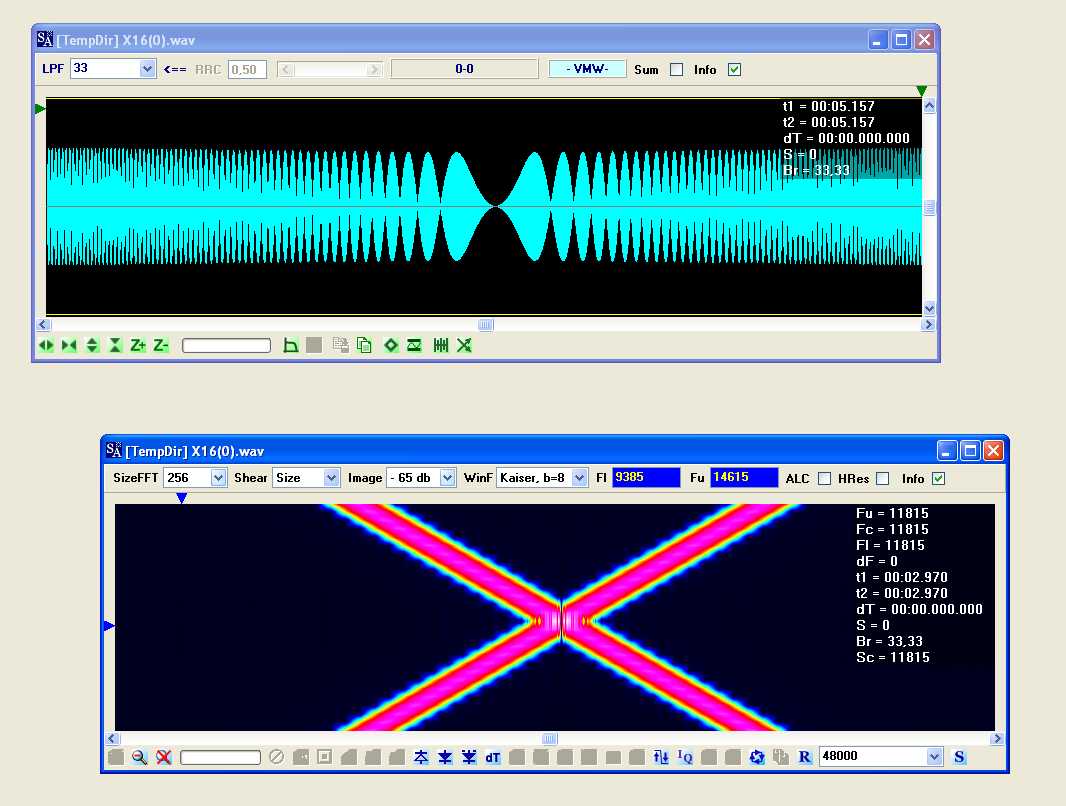 SA [TempDir] X16(0).wav
LPF 33 <== RRC 0,50 0-0 - VMW- Sum Info
t1 = 00:05.157
t2 = 00:05.157
dT = 00:00.000.000
S = 0
Br = 33,33
Z+ Z-
SA [TempDir] X16(0).wav
SizeFFT 256 Shear Size Image - 65 db WinF Kaiser, b=8 Fl 9385 Fu 14615 ALC HRes Info
Fu = 11815
Fc = 11815
Fl = 11815
dF = 0
t1 = 00:02.970
t2 = 00:02.970
dT = 00:00.000.000
S = 0
Br = 33,33
Sc = 11815
dT IQ R 48000 S